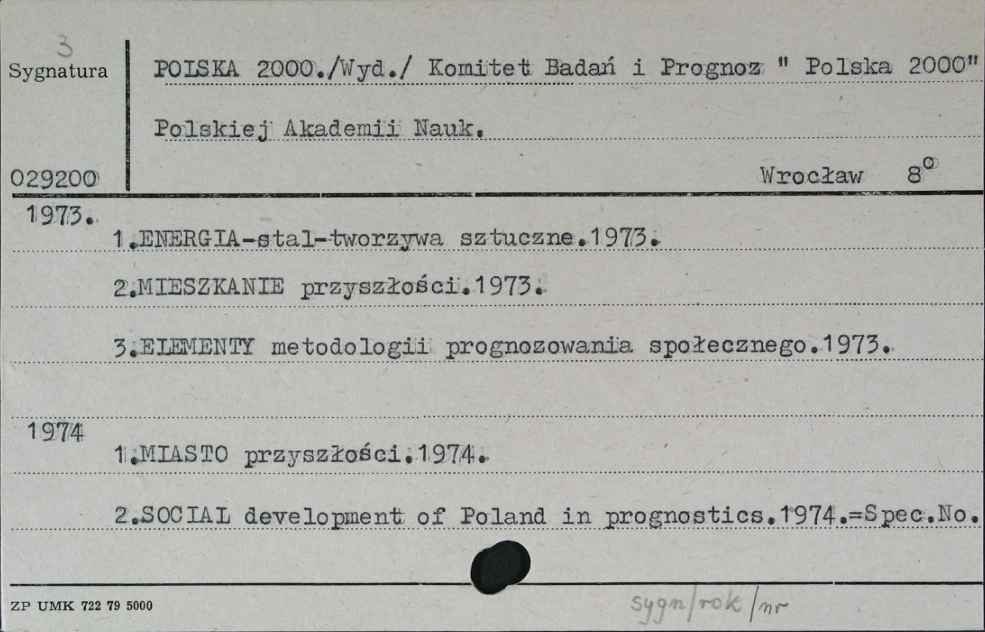 3
Sygnatura
POLSKA 2000./Wyd./ Komitet Badań i Prognoz " Polska 2000"
Polskiej Akademii Nauk.
029200
Wrocław 8°
1973.
1.ENERGIA-stal-tworzywa sztuczne.1973.
2.MIESZKANIE przyszłości.1973.
3.ELEMENTY metodologii prognozowania społecznego.1973.
1974
1.MIASTO przyszłości.1974.
2.SOCIAL development of Poland in prognostics.1974.=Spec.No.
ZP UMK 722 79 5000
sygn/rok/nr